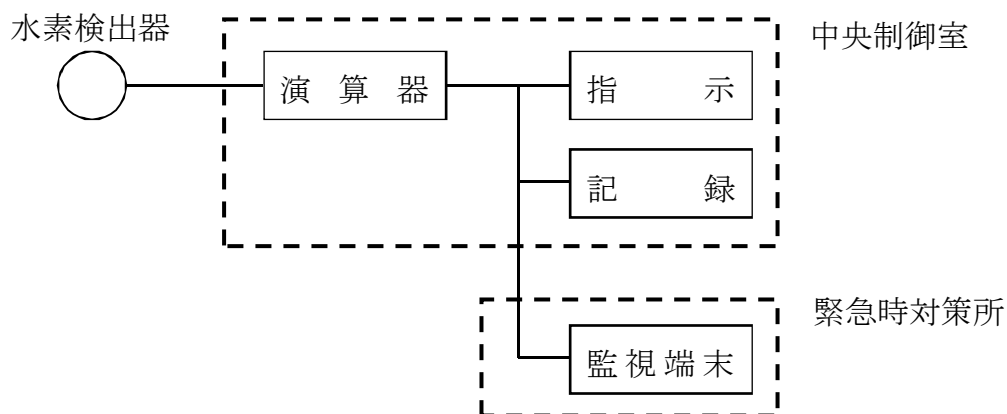 水素検出器
中央制御室
演算器
指示
記録
緊急時対策所
監視端末